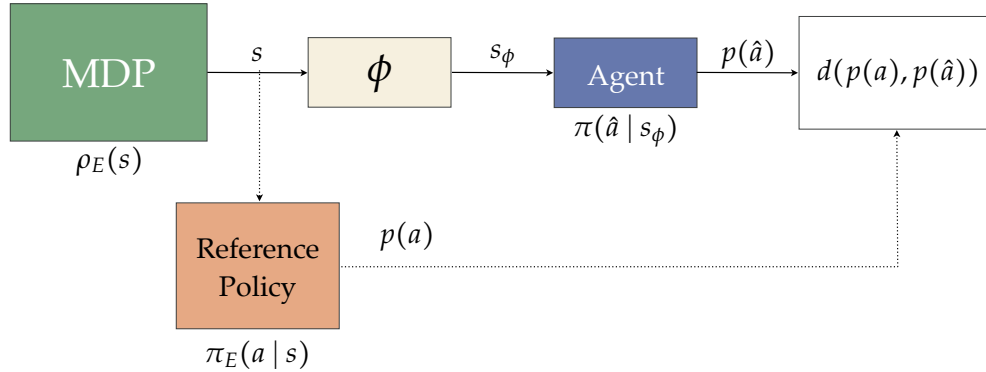 MDP
s
ϕ
s_ϕ
Agent
p(â)
d(p(a), p(â))
π(â | s_ϕ)
ρ_E(s)
Reference
Policy
p(a)
π_E(a | s)